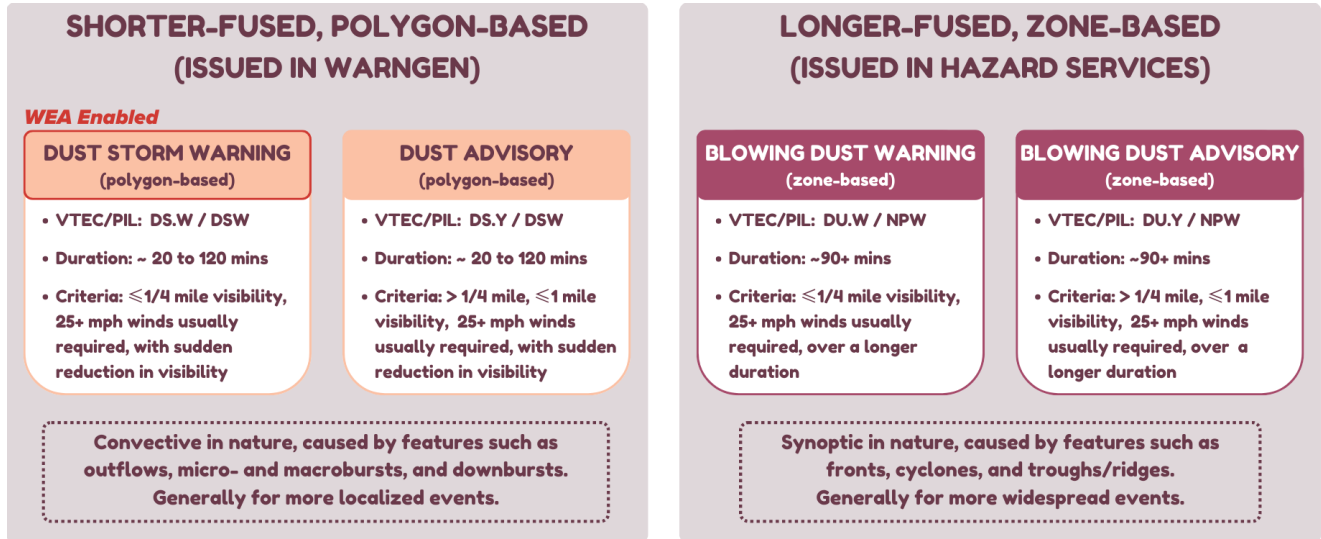 SHORTER-FUSED, POLYGON-BASED
(ISSUED IN WARNGEN)
WEA Enabled
DUST STORM WARNING
(polygon-based)
• VTEC/PIL: DS.W / DSW
• Duration: ~ 20 to 120 mins
• Criteria: ≤1/4 mile visibility,
25+ mph winds usually
required, with sudden
reduction in visibility
DUST ADVISORY
(polygon-based)
• VTEC/PIL: DS.Y / DSW
• Duration: ~ 20 to 120 mins
• Criteria: > 1/4 mile, ≤1 mile
visibility, 25+ mph winds
usually required, with sudden
reduction in visibility
Convective in nature, caused by features such as
outflows, micro- and macrobursts, and downbursts.
Generally for more localized events.
LONGER-FUSED, ZONE-BASED
(ISSUED IN HAZARD SERVICES)
BLOWING DUST WARNING
(zone-based)
• VTEC/PIL: DU.W / NPW
• Duration: ~90+ mins
• Criteria: ≤1/4 mile visibility,
25+ mph winds usually
required, over a longer
duration
BLOWING DUST ADVISORY
(zone-based)
• VTEC/PIL: DU.Y / NPW
• Duration: ~90+ mins
• Criteria: > 1/4 mile, ≤1 mile
visibility, 25+ mph winds
usually required, over a
longer duration
Synoptic in nature, caused by features such as
fronts, cyclones, and troughs/ridges.
Generally for more widespread events.